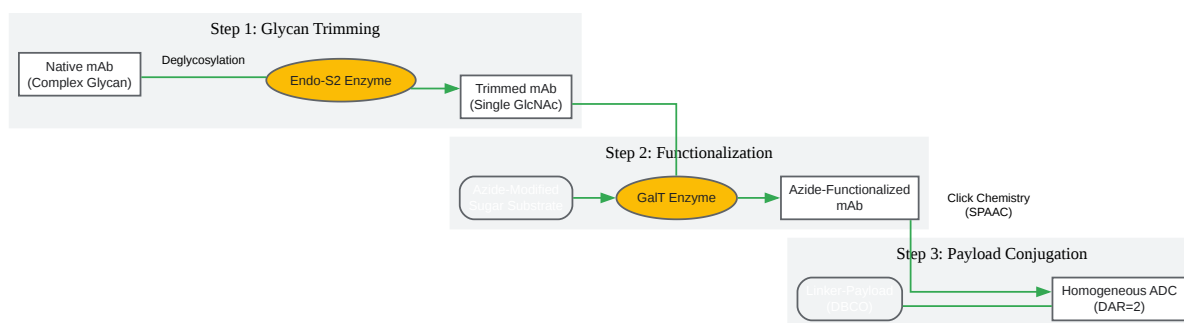 Step 1: Glycan Trimming
Native mAb
(Complex Glycan)
Deglycosylation
Endo-S2 Enzyme
Trimmed mAb
(Single GlcNAc)
Step 2: Functionalization
Azide-Modified
Sugar Substrate
GalT Enzyme
Azide-Functionalized
mAb
Click Chemistry
(SPAAC)
Step 3: Payload Conjugation
Linker-Payload
(DBCO)
Homogeneous ADC
(DAR=2)